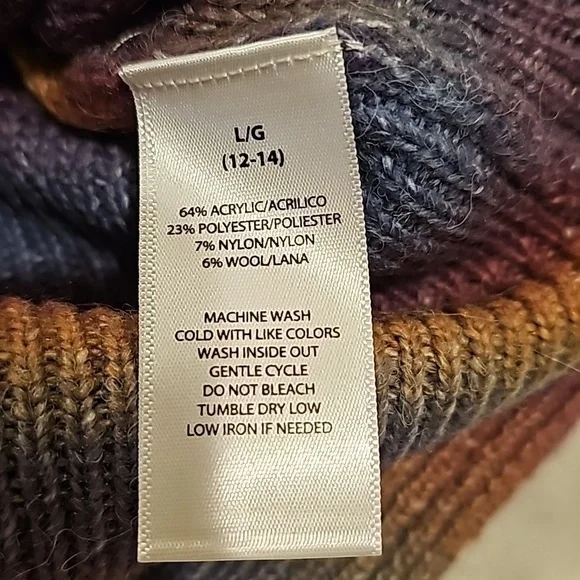 L/G
(12-14)
64% ACRYLIC/ACRILICO
23% POLYESTER/POLIESTER
7% NYLON/NYLON
6% WOOL/LANA
MACHINE WASH
COLD WITH LIKE COLORS
WASH INSIDE OUT
GENTLE CYCLE
DO NOT BLEACH
TUMBLE DRY LOW
LOW IRON IF NEEDED